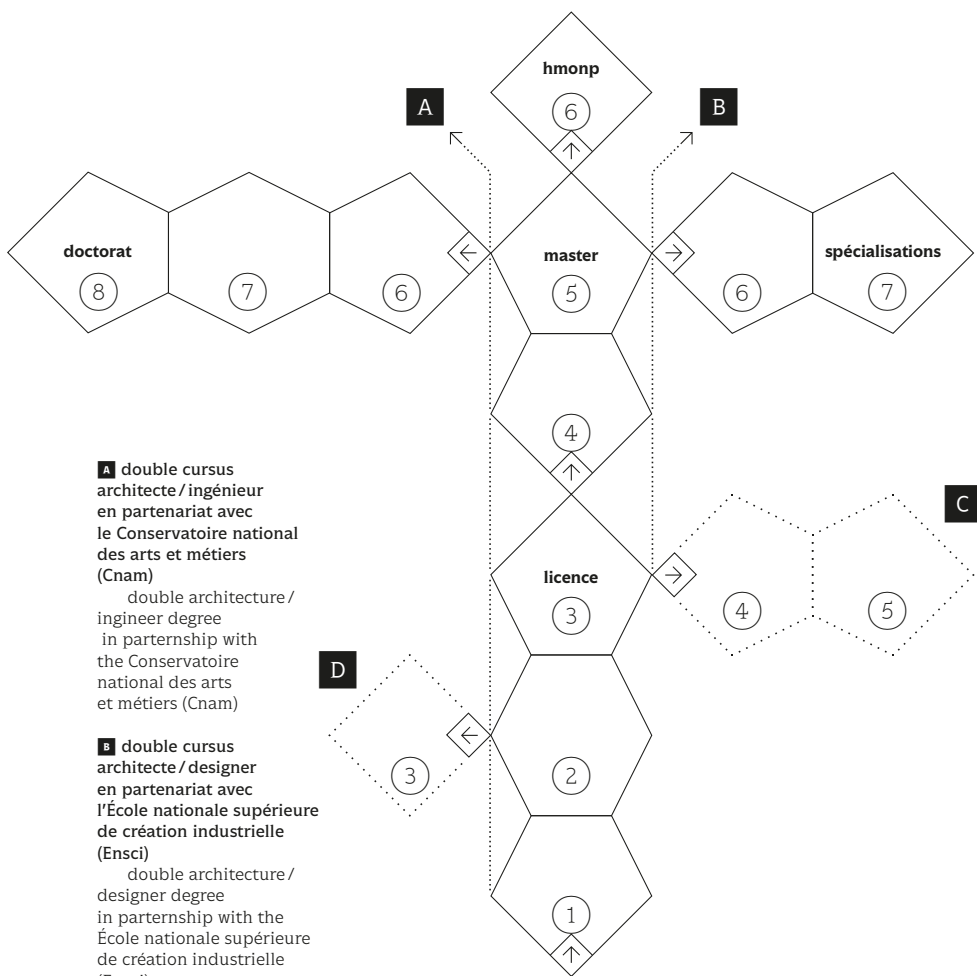 hmonp
6
A
B
doctorat
8
7
6
master
5
6
spécialisations
7
4
C
licence
3
4
5
D
3
2
1
A double cursus
architecte/ingénieur
en partenariat avec
le Conservatoire national
des arts et métiers
(Cnam)
double architecture/
ingineer degree
in parternship with
the Conservatoire
national des arts
et métiers (Cnam)
B double cursus
architecte/designer
en partenariat avec
l'École nationale supérieure
de création industrielle
(Ensci)
double architecture/
designer degree
in parternship with the
École nationale supérieure
de création industrielle